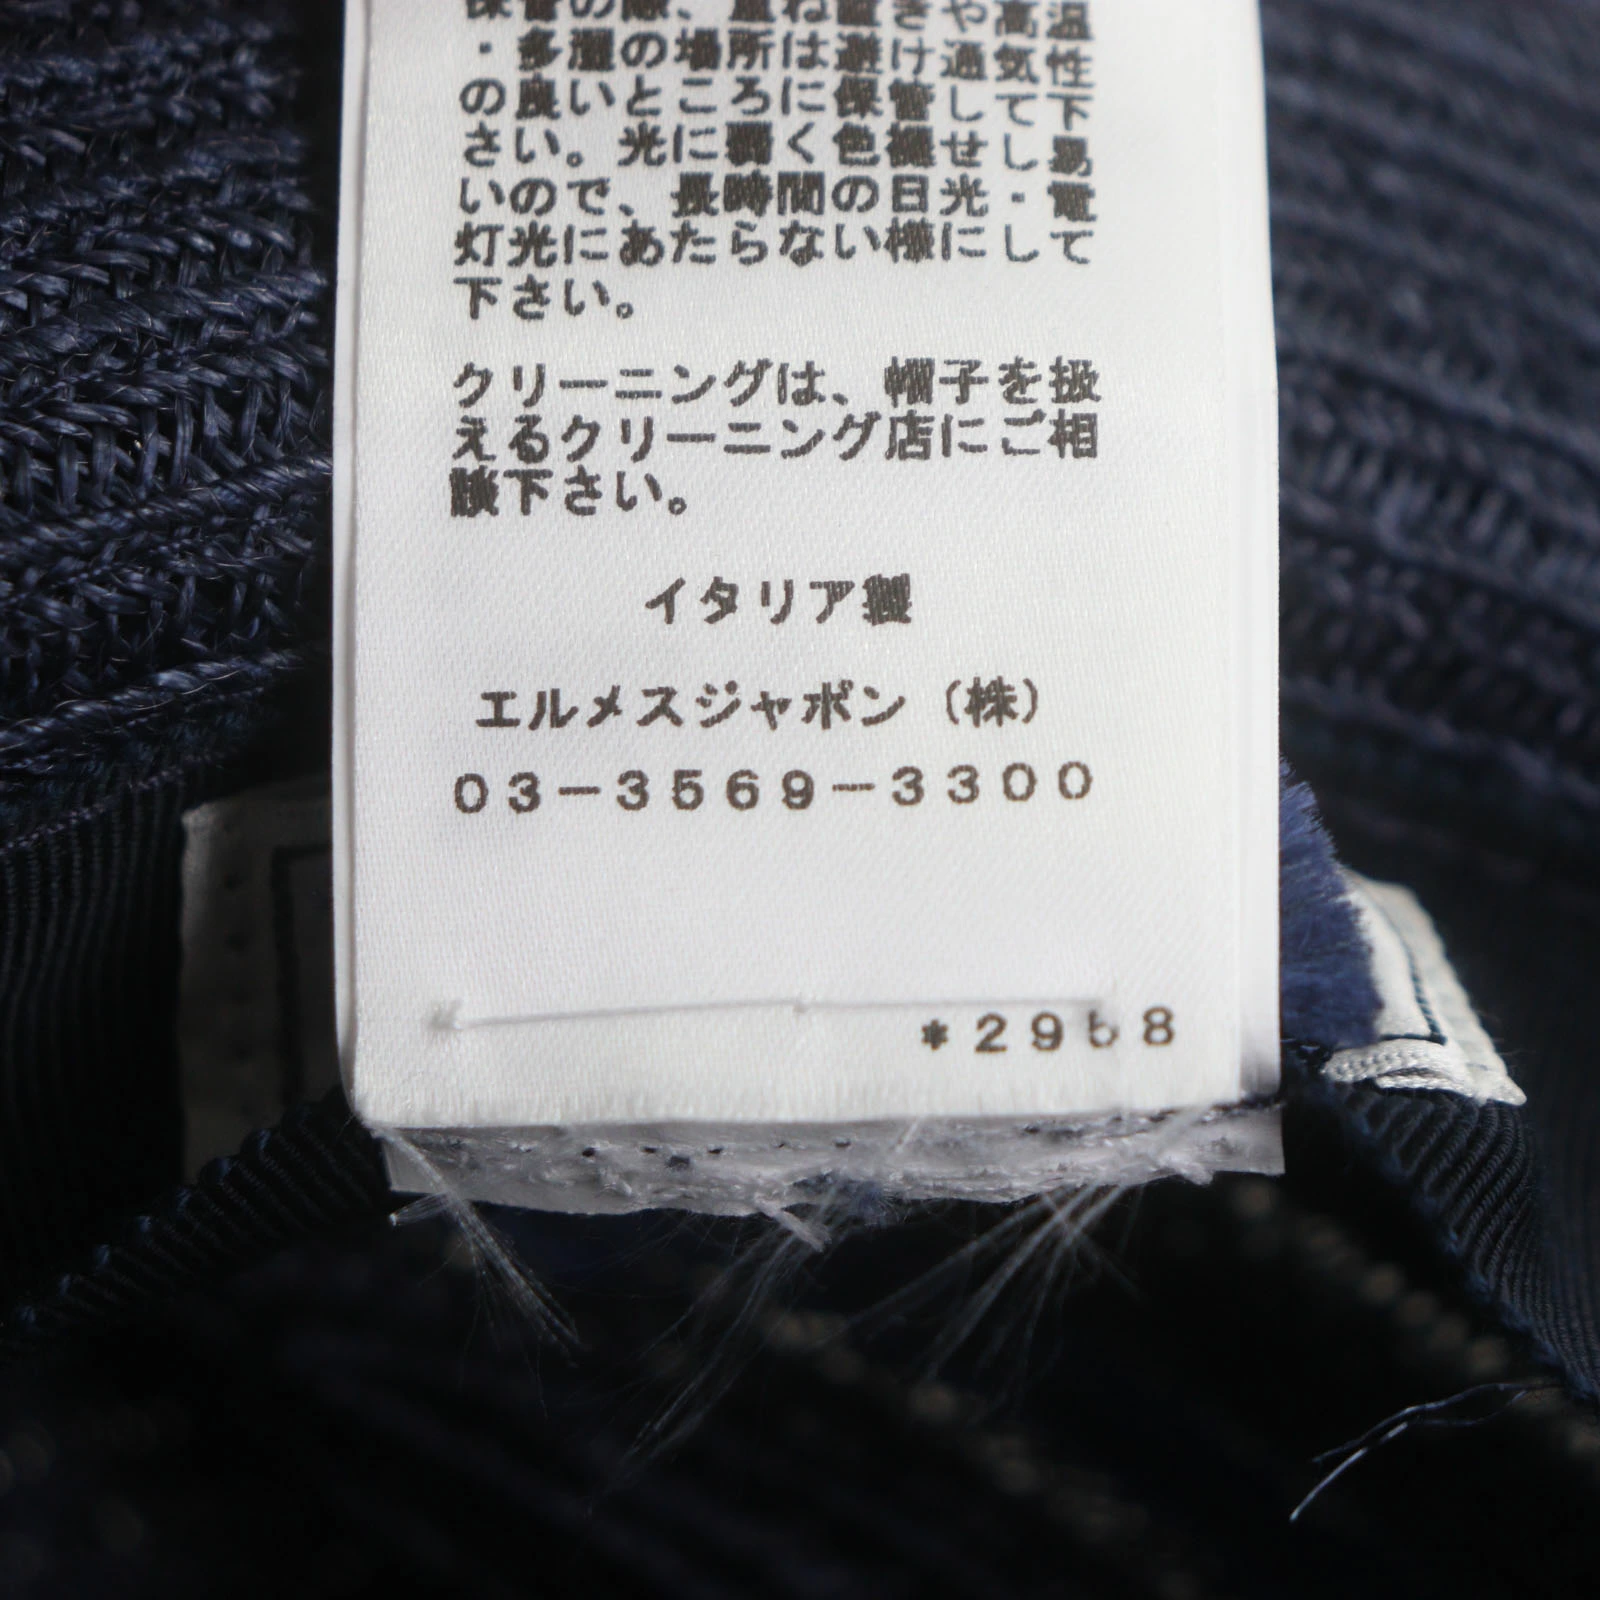 保管の際、重ね置きや高温
・多湿の場所は避け通気性
の良いところに保管して下
さい。光に弱く色褪せし易
いので、長時間の日光・電
灯光にあたらない様にして
下さい。
クリーニングは、帽子を扱
えるクリーニング店にご相
談下さい。
イタリア製
エルメスジャポン（株）
03-3569-3300
*2958